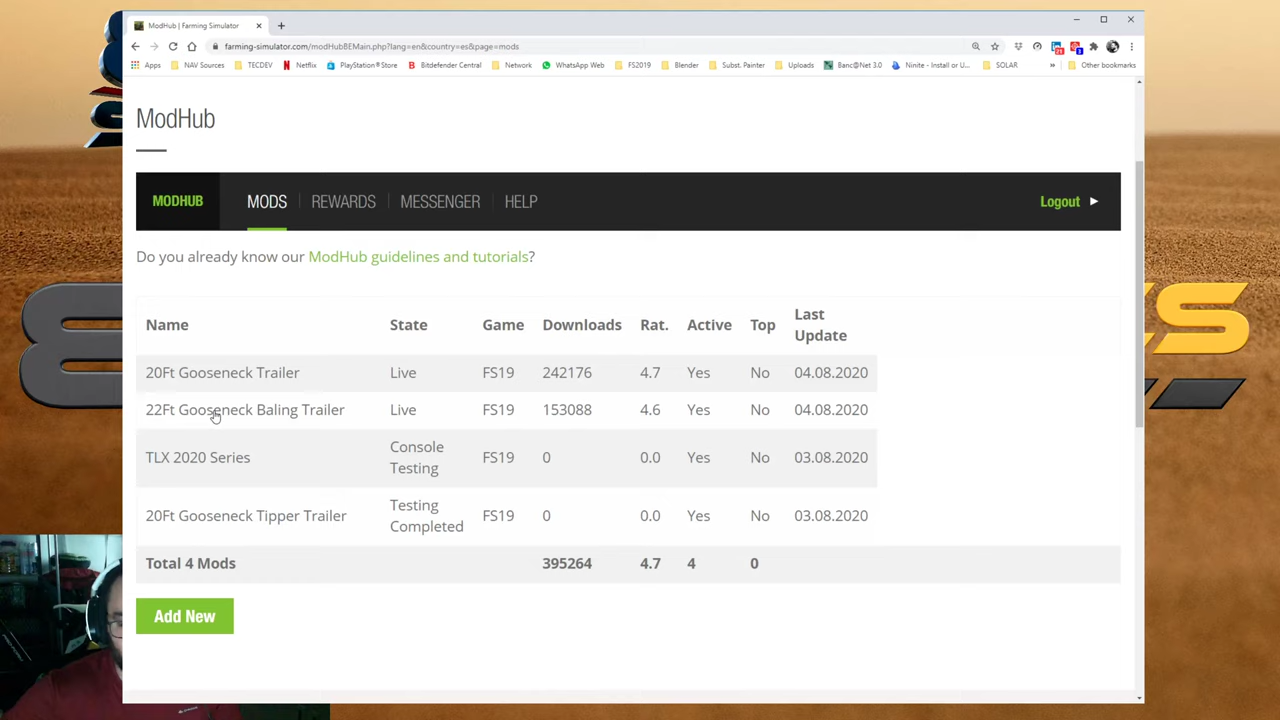 ModHub | Farming Simulator
farming-simulator.com/modHubBEMain.php?lang=en&country=es&page=mods
Apps NAV Sources TECDEV Netflix PlayStation®Store Bitdefender Central Network WhatsApp Web FS2019 Blender Subst. Painter Uploads Banc@Net 3.0 Ninite - Install or U... SOLAR » Other bookmarks
ModHub
MODHUB MODS REWARDS MESSENGER HELP Logout
Do you already know our ModHub guidelines and tutorials?
Name State Game Downloads Rat. Active Top Last Update
20Ft Gooseneck Trailer Live FS19 242176 4.7 Yes No 04.08.2020
22Ft Gooseneck Baling Trailer Live FS19 153088 4.6 Yes No 04.08.2020
TLX 2020 Series Console Testing FS19 0 0.0 Yes No 03.08.2020
20Ft Gooseneck Tipper Trailer Testing Completed FS19 0 0.0 Yes No 03.08.2020
Total 4 Mods 395264 4.7 4 0
Add New